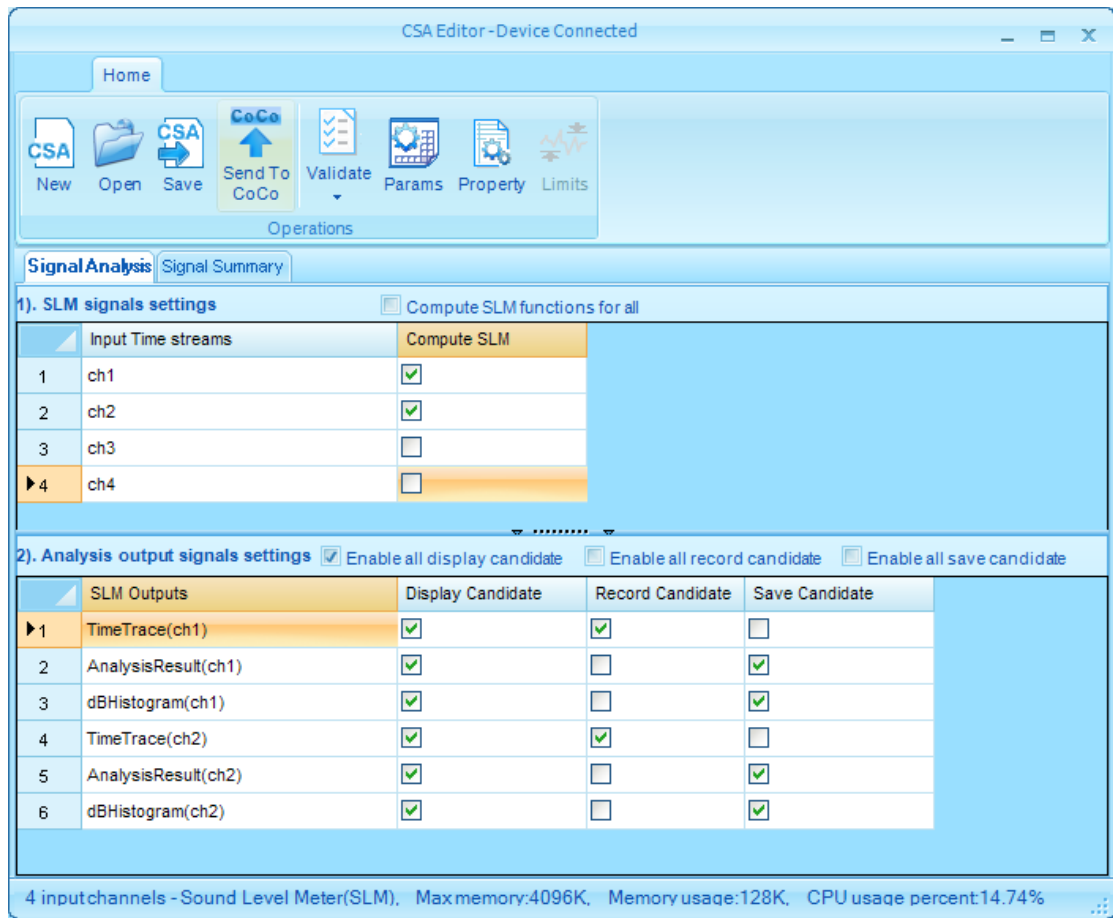 CSA Editor - Device Connected
Home
CSA
CSA
CoCo
New
Open
Save
Send To CoCo
Validate
Params
Property
Limits
Operations
Signal Analysis Signal Summary
1). SLM signals settings Compute SLM functions for all
Input Time streams Compute SLM
1 ch1
2 ch2
3 ch3
4 ch4
2). Analysis output signals settings Enable all display candidate Enable all record candidate Enable all save candidate
SLM Outputs Display Candidate Record Candidate Save Candidate
1 TimeTrace(ch1)
2 AnalysisResult(ch1)
3 dBHistogram(ch1)
4 TimeTrace(ch2)
5 AnalysisResult(ch2)
6 dBHistogram(ch2)
4 input channels - Sound Level Meter(SLM), Max memory:4096K, Memory usage:128K, CPU usage percent:14.74%